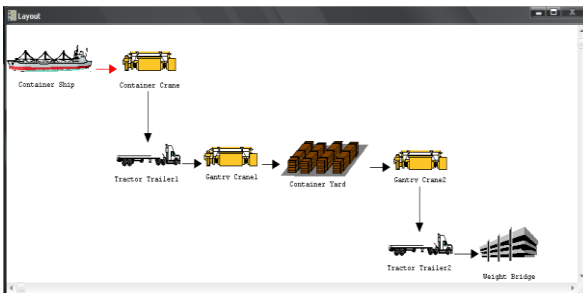 Layout
Container Ship
Container Crane
Tractor Trailer1
Gantry Crane1
Container Yard
Gantry Crane2
Tractor Trailer2
Weight Bridge